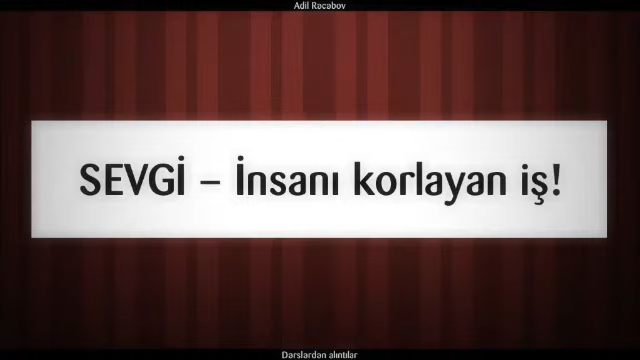 Adil Rəcəbov
SEVGİ – İnsanı korlayan iş!
Dərslərdən alıntılar